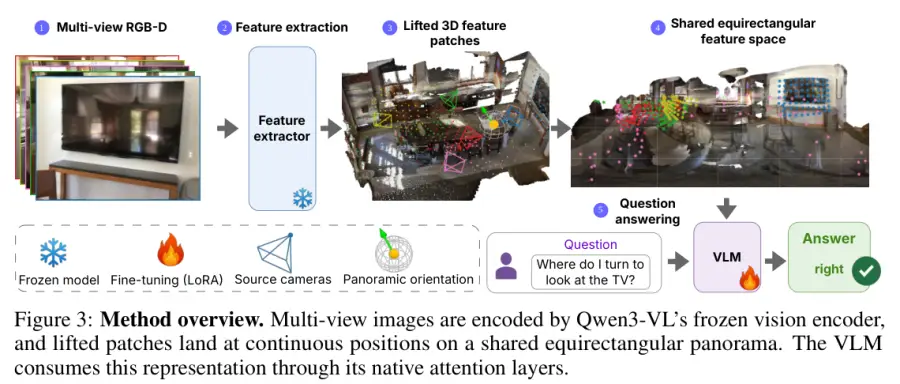 1 Multi-view RGB-D
2 Feature extraction
3 Lifted 3D feature
patches
4 Shared equirectangular
feature space
Feature
extractor
5 Question
answering
Frozen model
Fine-tuning (LoRA)
Source cameras
Panoramic orientation
Question
Where do I turn to
look at the TV?
VLM
Answer
right
Figure 3: Method overview. Multi-view images are encoded by Qwen3-VL's frozen vision encoder,
and lifted patches land at continuous positions on a shared equirectangular panorama. The VLM
consumes this representation through its native attention layers.